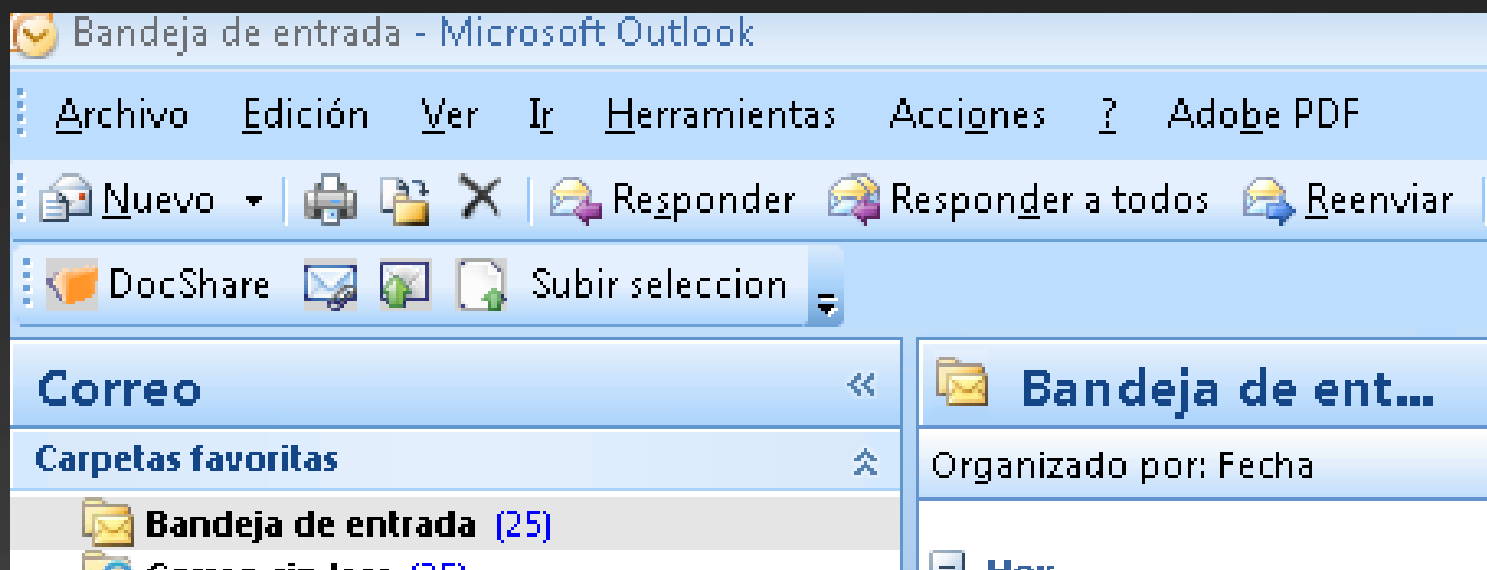 Bandeja de entrada - Microsoft Outlook
Archivo Edición Ver Ir Herramientas Acciones ? Adobe PDF
Nuevo Responder Responder a todos Reenviar
DocShare Subir seleccion
Correo
Bandeja de ent...
Carpetas favoritas
Organizado por: Fecha
Bandeja de entrada (25)